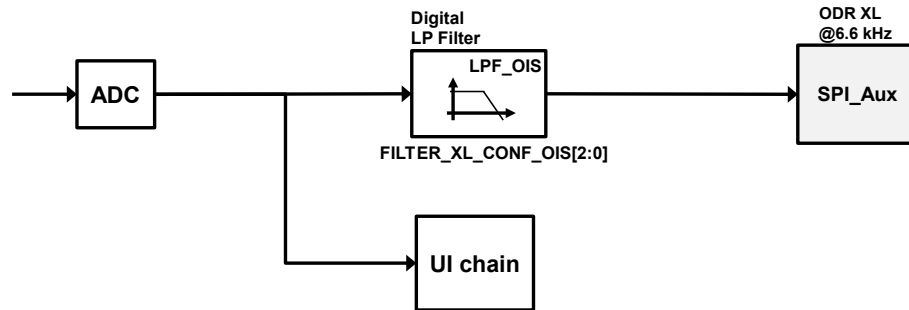 Digital
LP Filter
ODR XL
@6.6 kHz
ADC
LPF_OIS
SPI_Aux
FILTER_XL_CONF_OIS[2:0]
UI chain